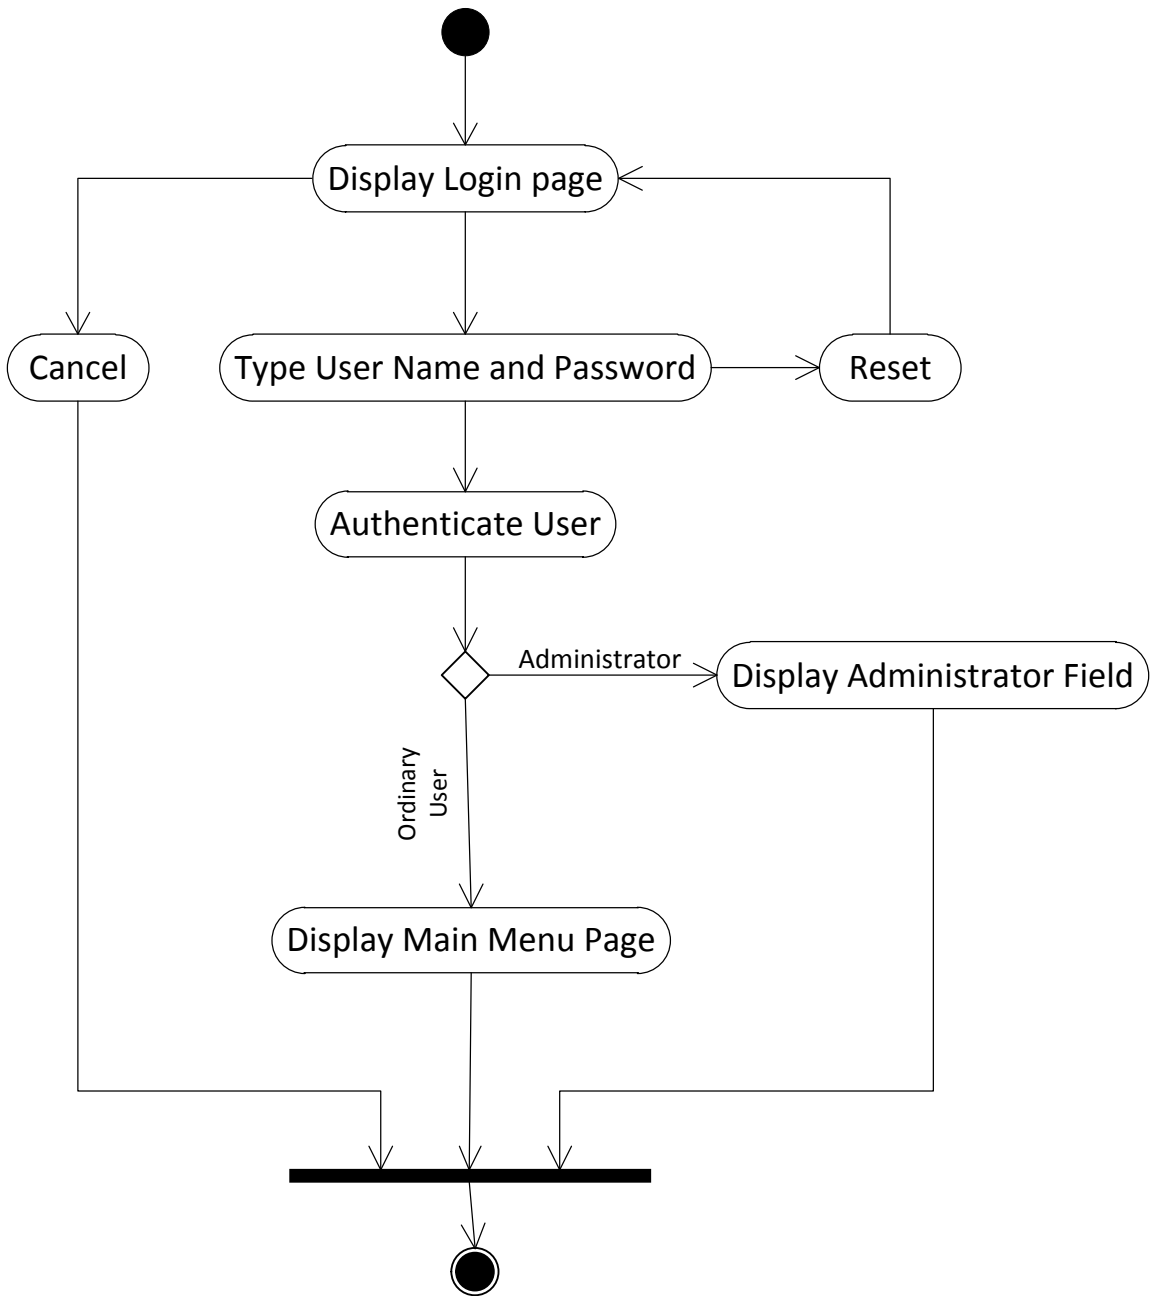 Display Login page
Cancel
Type User Name and Password
Reset
Authenticate User
Administrator
Display Administrator Field
Ordinary
User
Display Main Menu Page